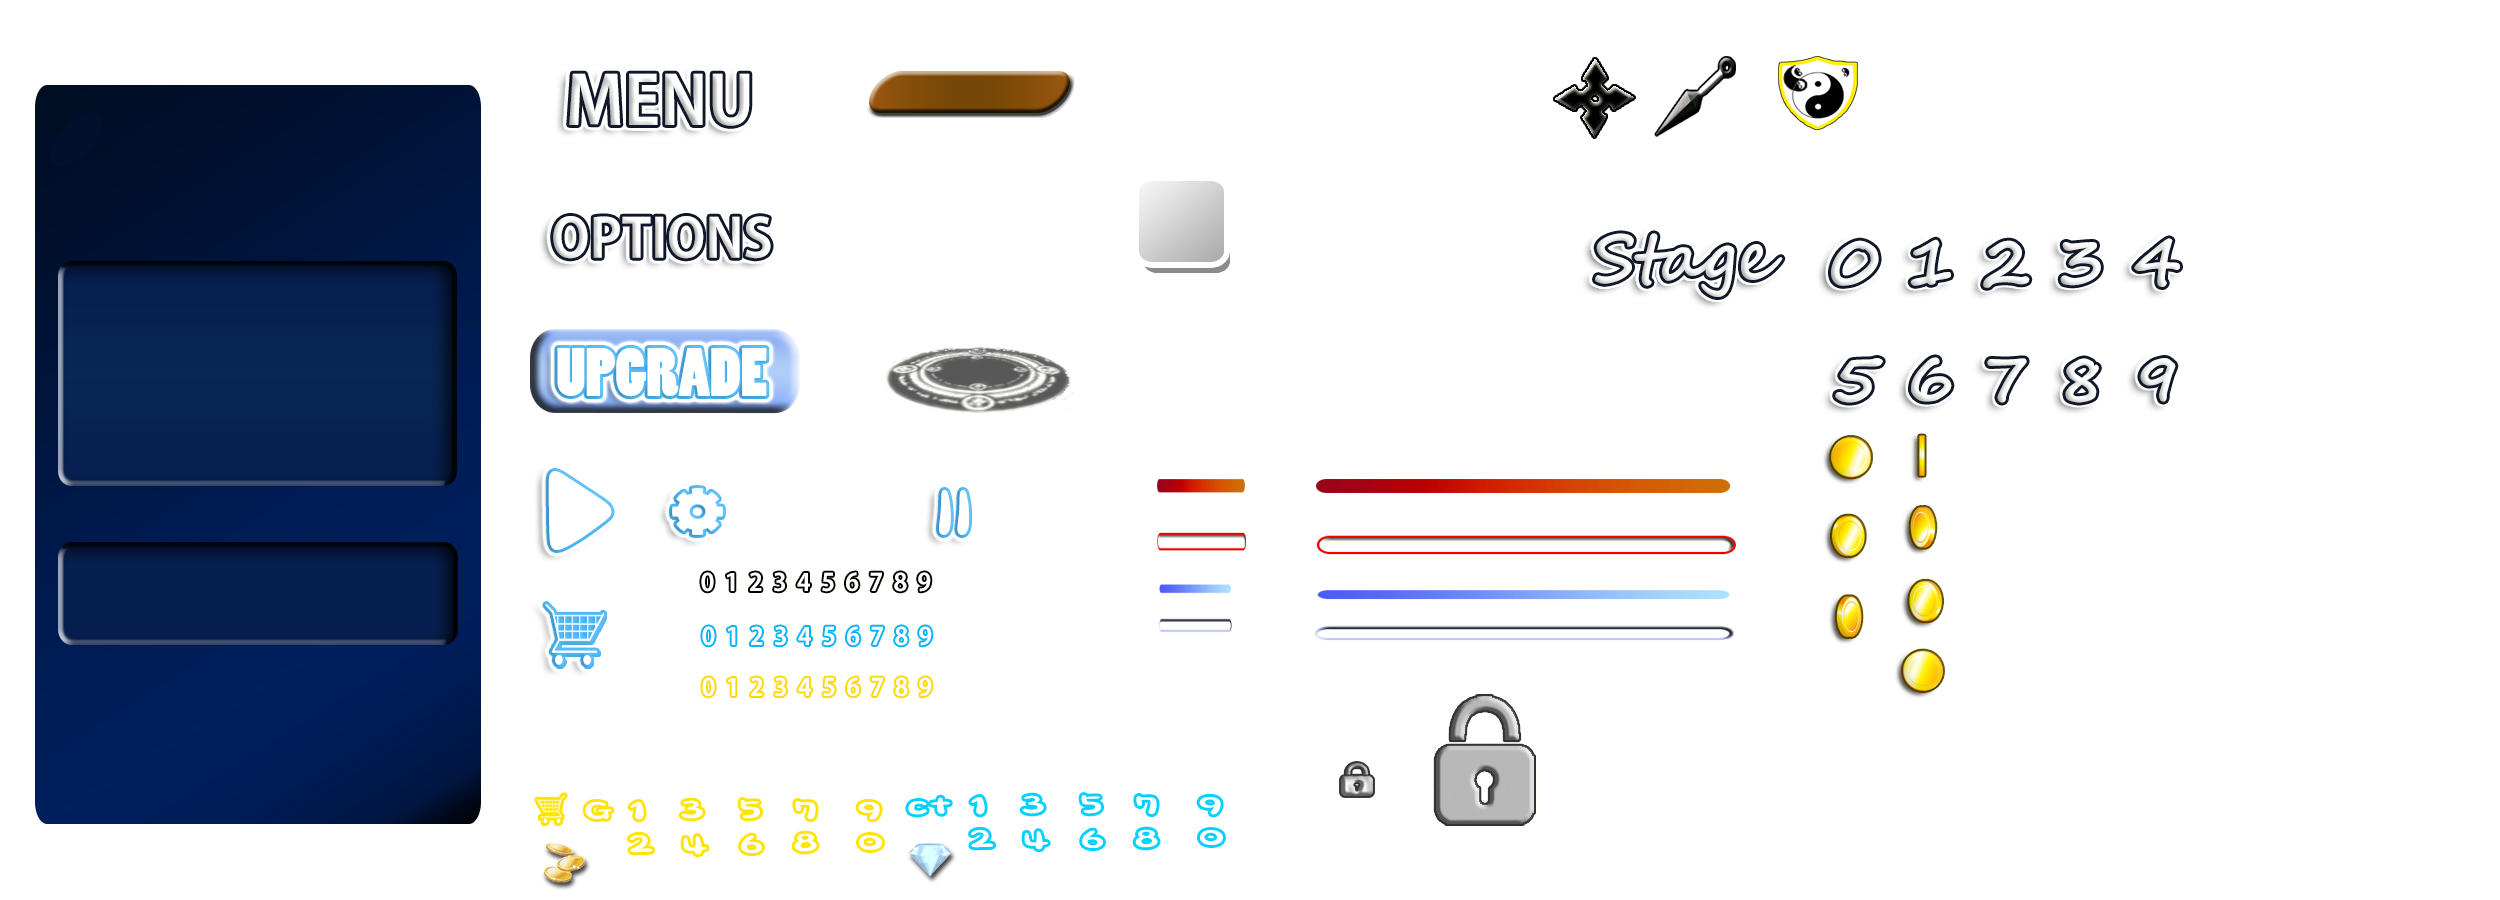 MENU
OPTIONS
Stage 0 1 2 3 4
UPGRADE
5 6 7 8 9
0 1 2 3 4 5 6 7 8 9
0 1 2 3 4 5 6 7 8 9
0 1 2 3 4 5 6 7 8 9
G 1 3 5 7 9
2 4 6 8 0
ct 1 3 5 7 9
2 4 6 8 0